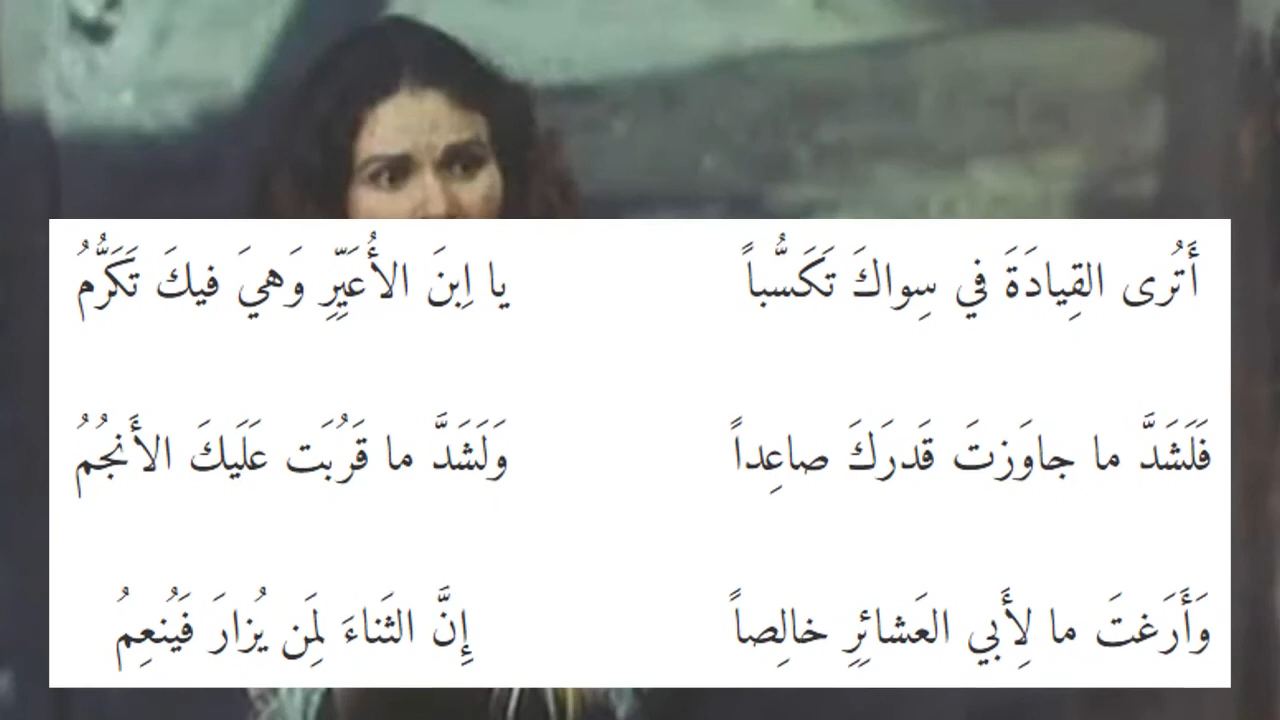 أَتُرى القِيادَةَ في سِواكَ تَكَسُّباً يا اِبنَ الأُعَيِّرِ وَهيَ فيكَ تَكَرُّمُ
فَلَشَدَّ ما جاوَزتَ قَدرَكَ صاعِداً وَلَشَدَّ ما قَرُبَت عَلَيكَ الأَنجُمُ
وَأَرَغتَ ما لِأَبي العَشائِرِ خالِصاً إِنَّ الثَناءَ لِمَن يُزارَ فَيُنعِمُ